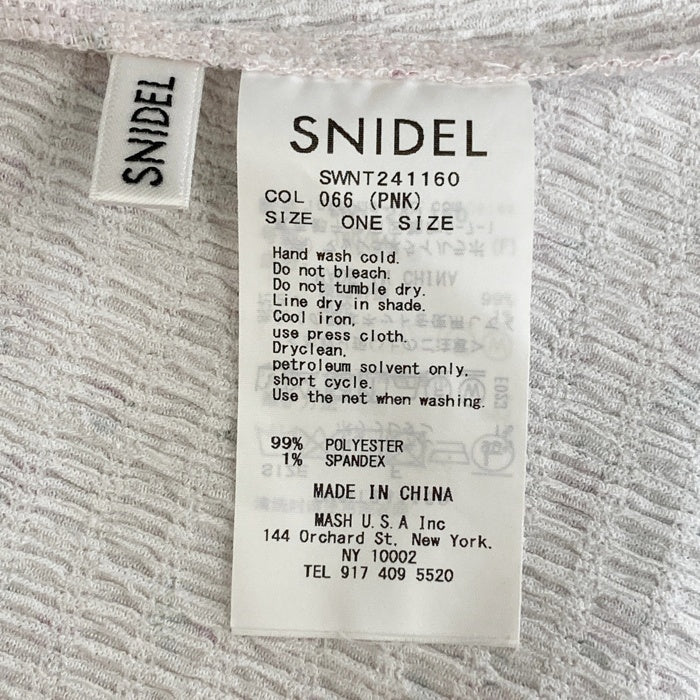 SNIDEL
SNIDEL
SWNT241160
COL 066 (PNK)
SIZE ONE SIZE
Hand wash cold.
Do not bleach.
Do not tumble dry.
Line dry in shade.
Cool iron,
use press cloth.
Dryclean,
petroleum solvent only,
short cycle.
Use the net when washing.
99% POLYESTER
1% SPANDEX
MADE IN CHINA
MASH U.S.A Inc
144 Orchard St. New York.
NY 10002
TEL 917 409 5520